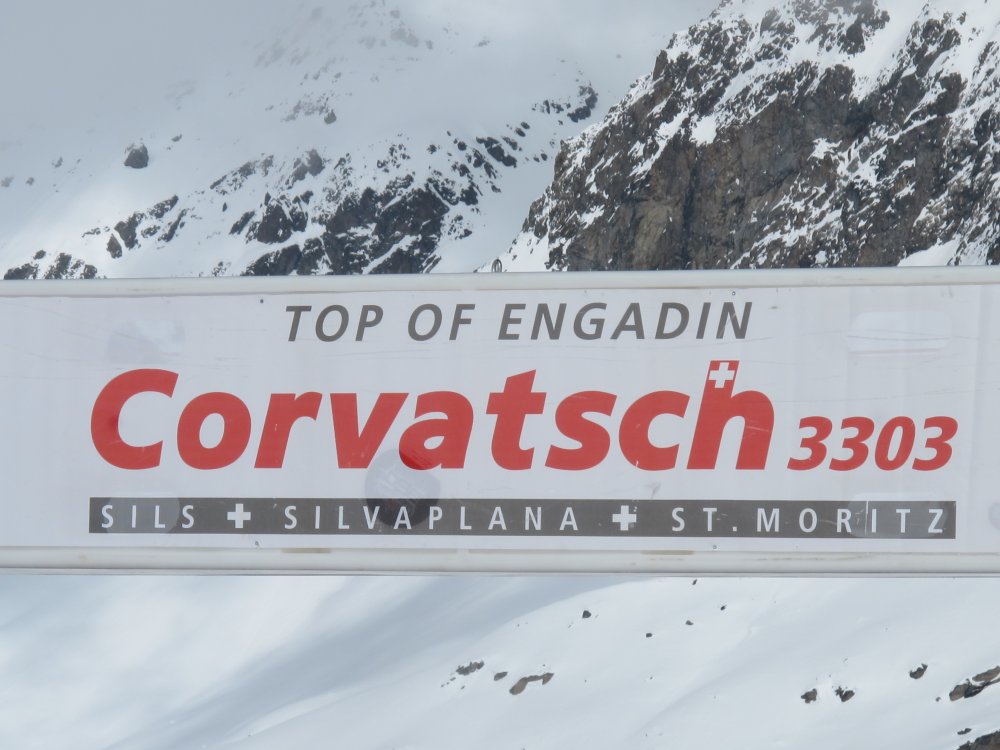 TOP OF ENGADIN
Corvatsch 3303
SILS + SILVAPLANA + ST. MORITZ